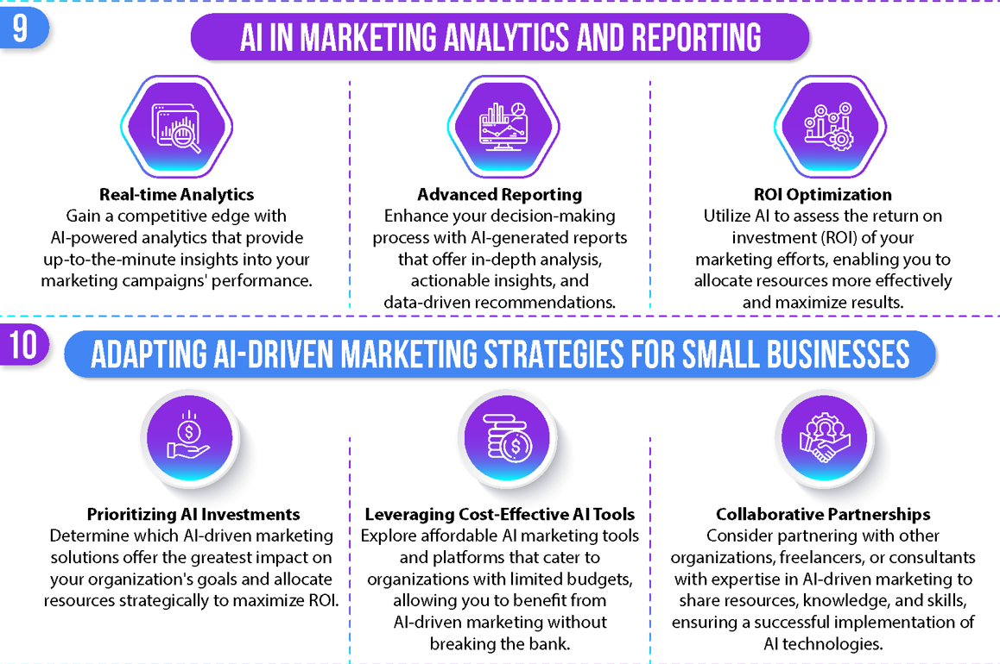 9
AI IN MARKETING ANALYTICS AND REPORTING
Real-time Analytics
Gain a competitive edge with
AI-powered analytics that provide
up-to-the-minute insights into your
marketing campaigns' performance.
Advanced Reporting
Enhance your decision-making
process with AI-generated reports
that offer in-depth analysis,
actionable insights, and
data-driven recommendations.
ROI Optimization
Utilize AI to assess the return on
investment (ROI) of your
marketing efforts, enabling you to
allocate resources more effectively
and maximize results.
10
ADAPTING AI-DRIVEN MARKETING STRATEGIES FOR SMALL BUSINESSES
$
Prioritizing AI Investments
Determine which AI-driven marketing
solutions offer the greatest impact on
your organization's goals and allocate
resources strategically to maximize ROI.
$
Leveraging Cost-Effective AI Tools
Explore affordable AI marketing tools
and platforms that cater to
organizations with limited budgets,
allowing you to benefit from
AI-driven marketing without
breaking the bank.
Collaborative Partnerships
Consider partnering with other
organizations, freelancers, or consultants
with expertise in AI-driven marketing to
share resources, knowledge, and skills,
ensuring a successful implementation of
AI technologies.